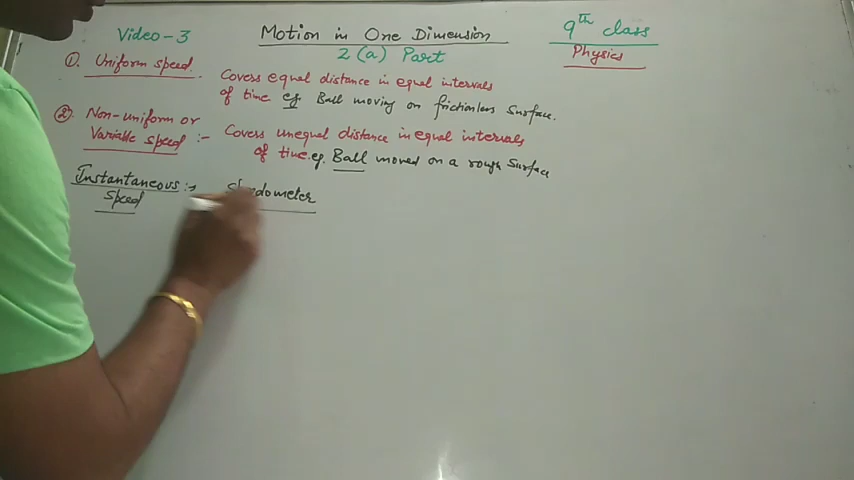 Video-3
Motion in One Dimension
9th class
2 (a) Part
Physics
①. Uniform speed.
Covers equal distance in equal intervals
of time eg. Ball moving on frictionless surface.
② Non-uniform or
Variable speed :-
Covers unequal distance in equal intervals
of time. eg. Ball moved on a rough surface
Instantaneous :-
Speed